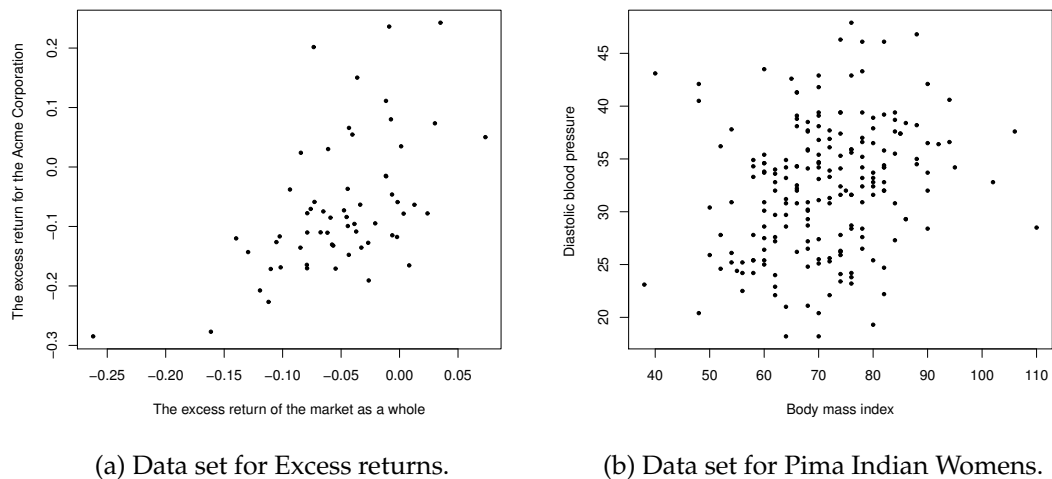 The excess return for the Acme Corporation
0.2
0.1
0.0
−0.1
−0.2
−0.3
−0.25 −0.20 −0.15 −0.10 −0.05 0.00 0.05
The excess return of the market as a whole
(a) Data set for Excess returns.
Diastolic blood pressure
45
40
35
30
25
20
40 50 60 70 80 90 100 110
Body mass index
(b) Data set for Pima Indian Womens.